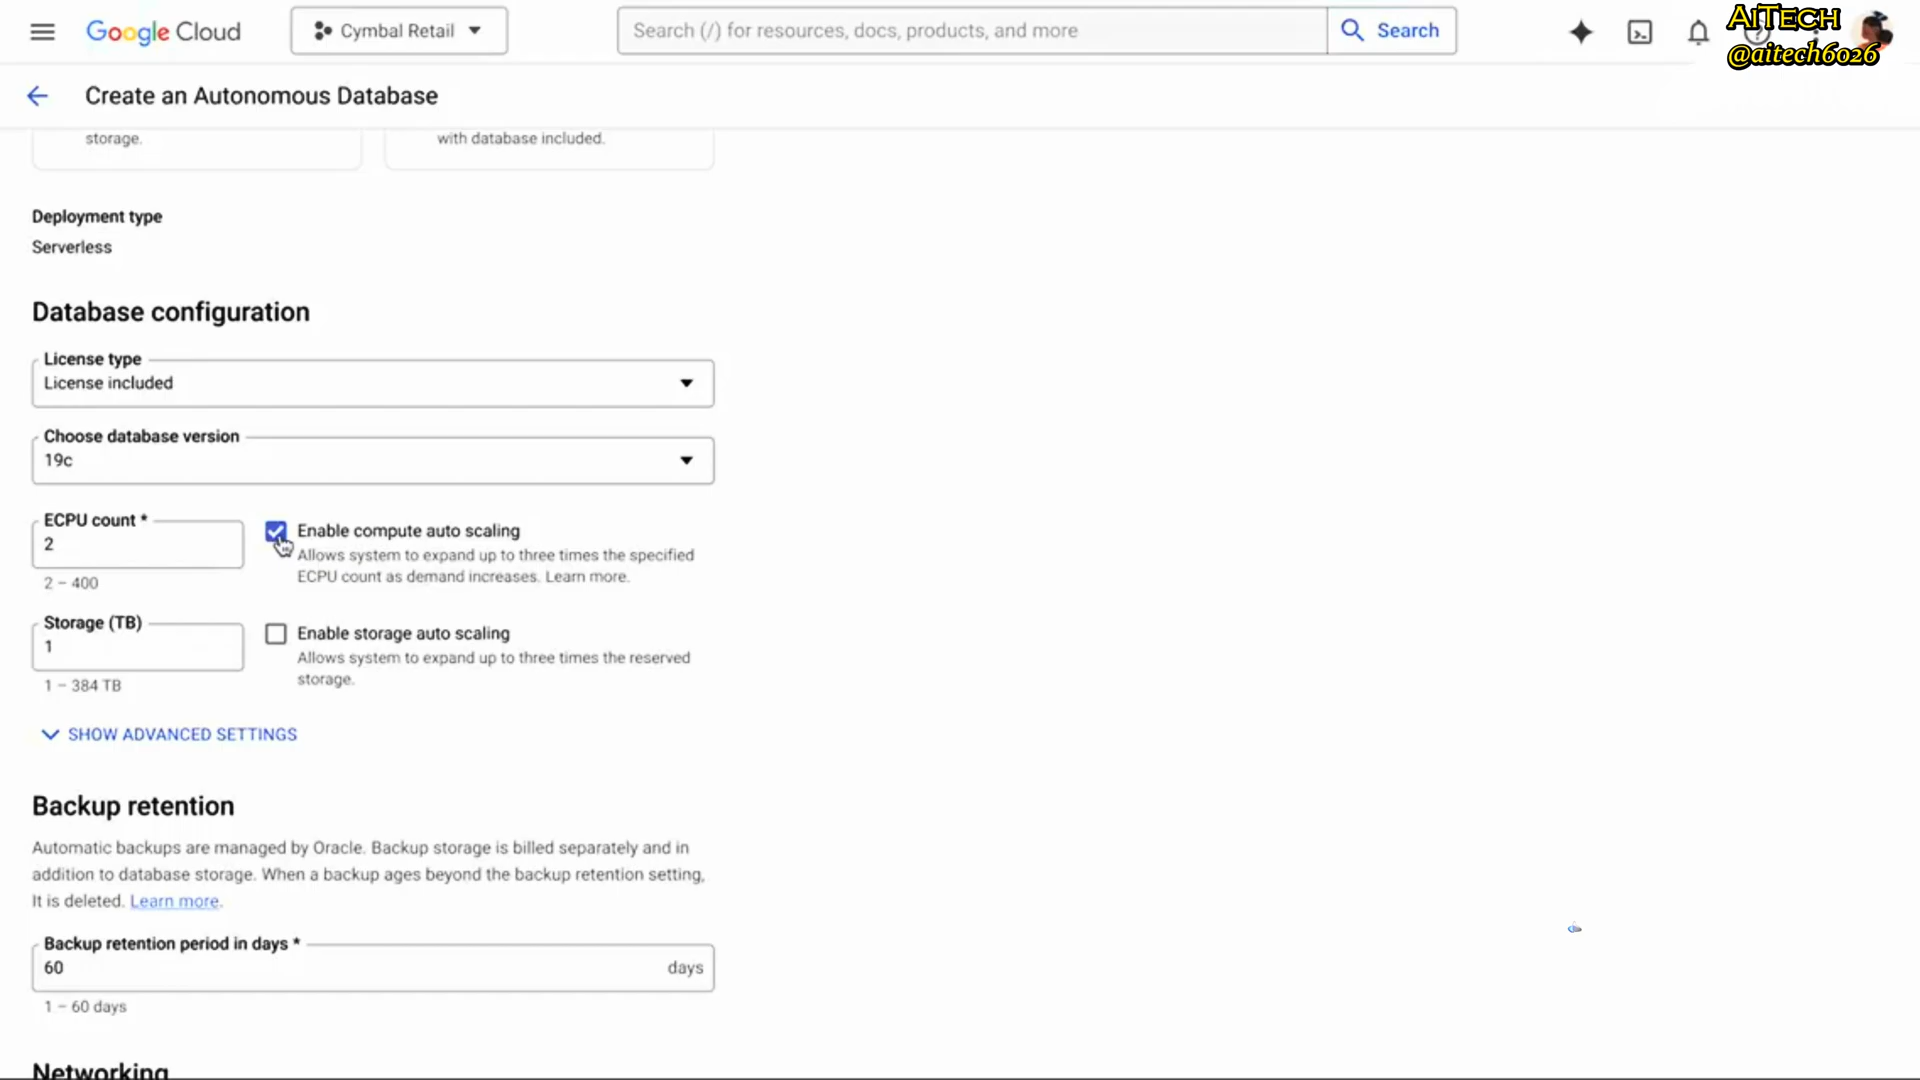 Google Cloud
Cymbal Retail
Search (/) for resources, docs, products, and more
Search
AiTech
@aitech6026
Create an Autonomous Database
storage.
with database included.
Deployment type
Serverless
Database configuration
License type
License included
Choose database version
19c
ECPU count *
2
2 – 400
Enable compute auto scaling
Allows system to expand up to three times the specified
ECPU count as demand increases. Learn more.
Storage (TB)
1
1 – 384 TB
Enable storage auto scaling
Allows system to expand up to three times the reserved
storage.
SHOW ADVANCED SETTINGS
Backup retention
Automatic backups are managed by Oracle. Backup storage is billed separately and in
addition to database storage. When a backup ages beyond the backup retention setting,
It is deleted. Learn more.
Backup retention period in days *
60
days
1 – 60 days
Networking